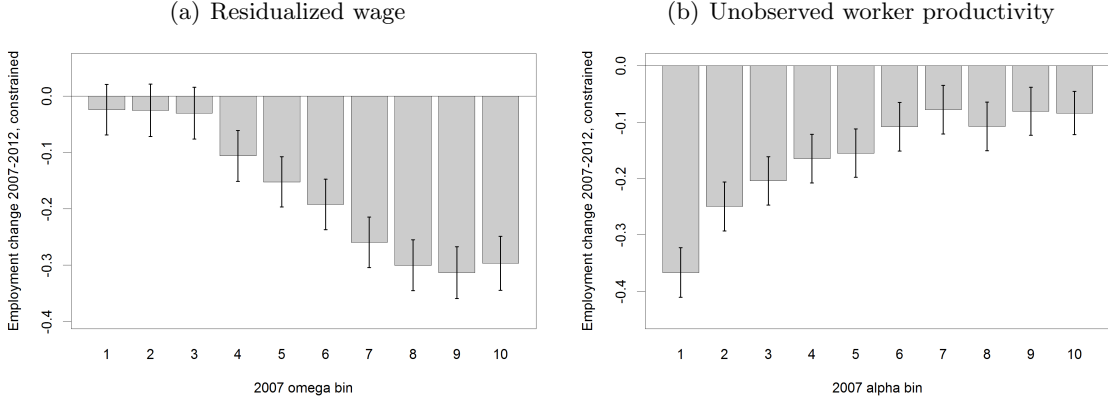 (a) Residualized wage
Employment change 2007-2012, constrained
0.0
-0.1
-0.2
-0.3
-0.4
1 2 3 4 5 6 7 8 9 10
2007 omega bin
(b) Unobserved worker productivity
Employment change 2007-2012, constrained
0.0
-0.1
-0.2
-0.3
-0.4
1 2 3 4 5 6 7 8 9 10
2007 alpha bin